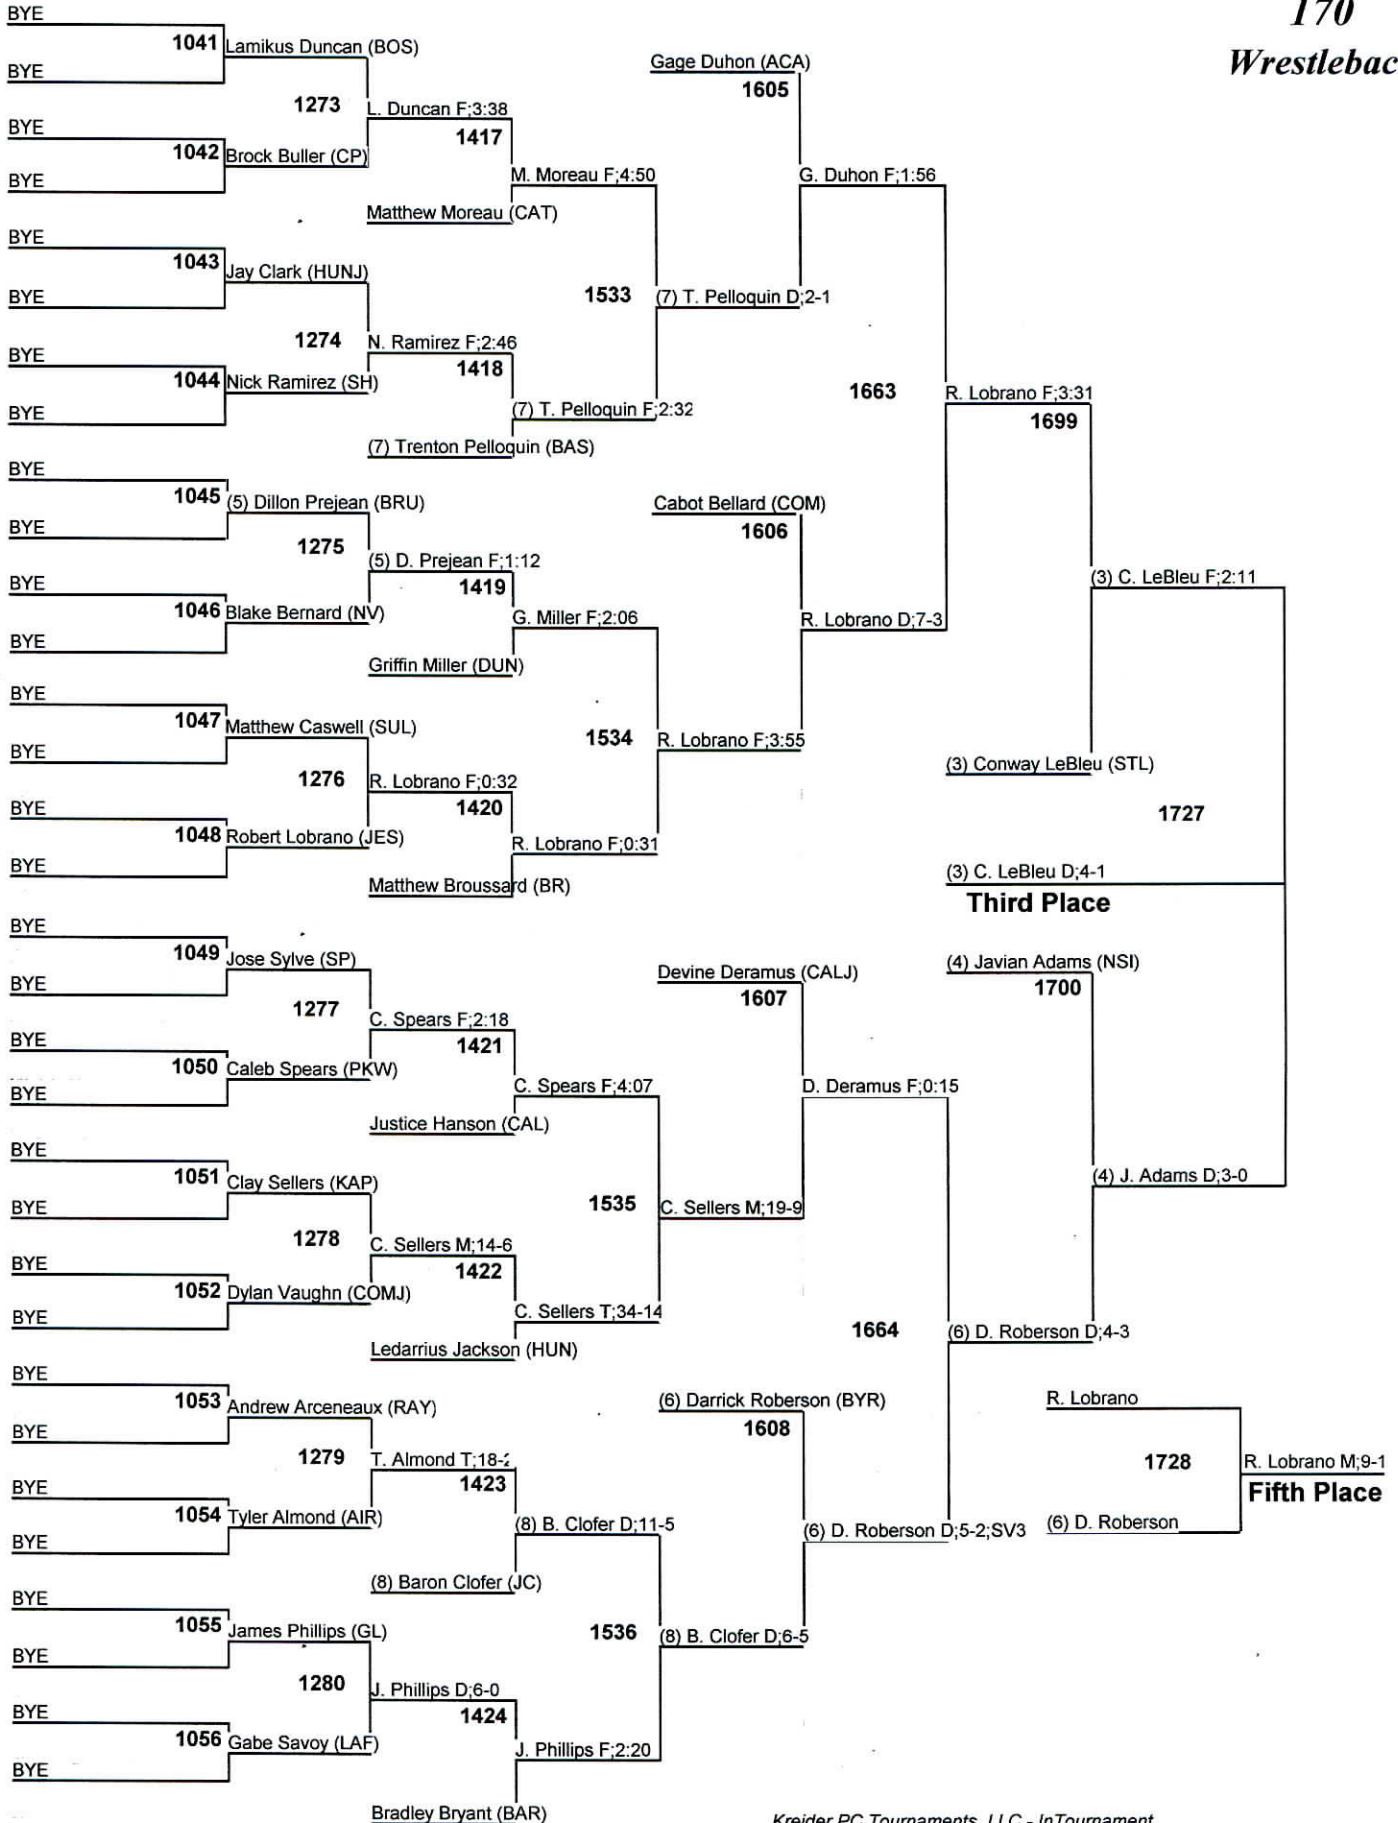 170
Wrestlebac
BYE
1041 Lamikus Duncan (BOS)
BYE
1273 L. Duncan F;3:38
BYE
1042 Brock Buller (CP)
BYE
1417
M. Moreau F;4:50
Matthew Moreau (CAT)
BYE
1043 Jay Clark (HUNJ)
BYE
1274 N. Ramirez F;2:46
BYE
1044 Nick Ramirez (SH)
BYE
1418
(7) T. Pelloquin F;2:32
(7) Trenton Pelloquin (BAS)
1533 (7) T. Pelloquin D;2-1
Gage Duhon (ACA)
1605
G. Duhon F;1:56
BYE
1045 (5) Dillon Prejean (BRU)
BYE
1275 (5) D. Prejean F;1:12
BYE
1046 Blake Bernard (NV)
BYE
1419
G. Miller F;2:06
Griffin Miller (DUN)
BYE
1047 Matthew Caswell (SUL)
BYE
1276 R. Lobrano F;0:32
BYE
1048 Robert Lobrano (JES)
BYE
1420
R. Lobrano F;0:31
Matthew Broussard (BR)
1534 R. Lobrano F;3:55
Cabot Bellard (COM)
1606
R. Lobrano D;7-3
1663 R. Lobrano F;3:31
1699
(3) C. LeBleu F;2:11
(3) Conway LeBleu (STL)
1727
(3) C. LeBleu D;4-1
Third Place
BYE
1049 Jose Sylve (SP)
BYE
1277 C. Spears F;2:18
BYE
1050 Caleb Spears (PKW)
BYE
1421
C. Spears F;4:07
Justice Hanson (CAL)
BYE
1051 Clay Sellers (KAP)
BYE
1278 C. Sellers M;14-6
BYE
1052 Dylan Vaughn (COMJ)
BYE
1422
C. Sellers T;34-14
Ledarrius Jackson (HUN)
1535 C. Sellers M;19-9
Devine Deramus (CALJ)
1607
D. Deramus F;0:15
(4) Javian Adams (NSI)
1700
(4) J. Adams D;3-0
1664 (6) D. Roberson D;4-3
BYE
1053 Andrew Arceneaux (RAY)
BYE
1279 T. Almond T;18-2
BYE
1054 Tyler Almond (AIR)
BYE
1423
(8) B. Clofer D;11-5
(8) Baron Clofer (JC)
BYE
1055 James Phillips (GL)
BYE
1280 J. Phillips D;6-0
BYE
1056 Gabe Savoy (LAF)
BYE
1424
J. Phillips F;2:20
Bradley Bryant (BAR)
1536 (8) B. Clofer D;6-5
(6) Darrick Roberson (BYR)
1608
(6) D. Roberson D;5-2;SV3
R. Lobrano
1728 R. Lobrano M;9-1
Fifth Place
(6) D. Roberson
Kreider PC Tournaments, LLC - InTournament